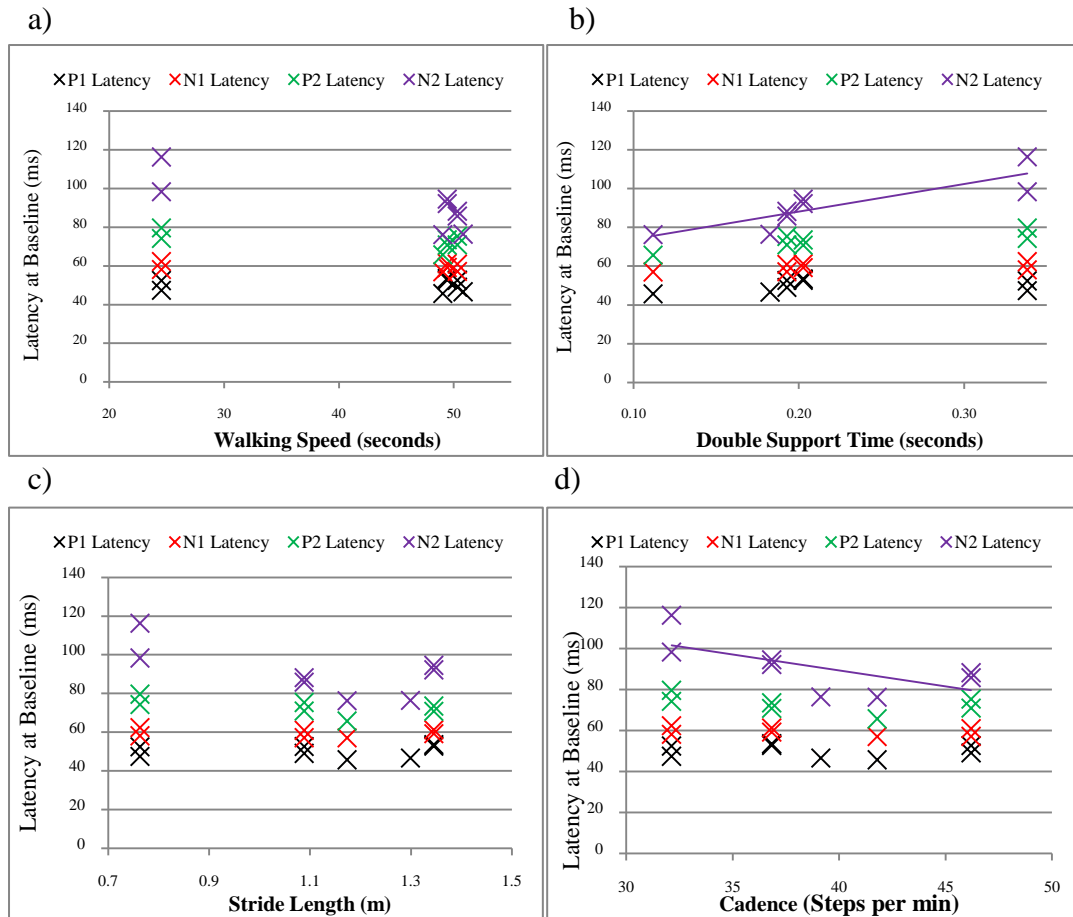 a)
P1 Latency N1 Latency P2 Latency N2 Latency
Latency at Baseline (ms)
140
120
100
80
60
40
20
0
20 30 40 50
Walking Speed (seconds)
b)
P1 Latency N1 Latency P2 Latency N2 Latency
Latency at Baseline (ms)
140
120
100
80
60
40
20
0
0.10 0.20 0.30
Double Support Time (seconds)
c)
P1 Latency N1 Latency P2 Latency N2 Latency
Latency at Baseline (ms)
140
120
100
80
60
40
20
0
0.7 0.9 1.1 1.3 1.5
Stride Length (m)
d)
P1 Latency N1 Latency P2 Latency N2 Latency
Latency at Baseline (ms)
140
120
100
80
60
40
20
0
30 35 40 45 50
Cadence (Steps per min)